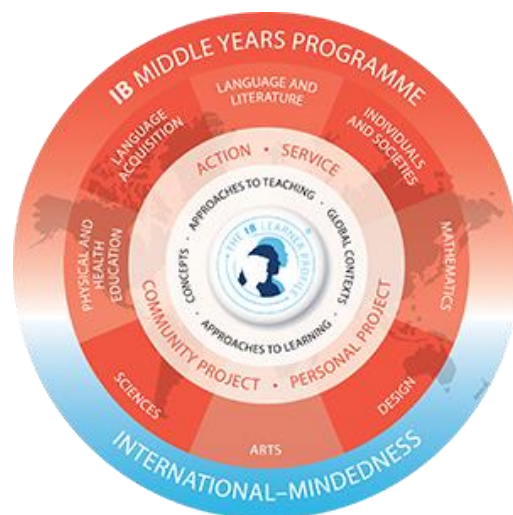 IB MIDDLE YEARS PROGRAMME
LANGUAGE AND
LITERATURE
INDIVIDUALS
AND SOCIETIES
MATHEMATICS
DESIGN
ARTS
SCIENCES
PHYSICAL AND
HEALTH
EDUCATION
LANGUAGE
ACQUISITION
ACTION • SERVICE
PERSONAL PROJECT
• COMMUNITY PROJECT
APPROACHES TO TEACHING
· GLOBAL CONTEXTS
· APPROACHES TO LEARNING
· CONCEPTS ·
THE IB LEARNER PROFILE
INTERNATIONAL–MINDEDNESS